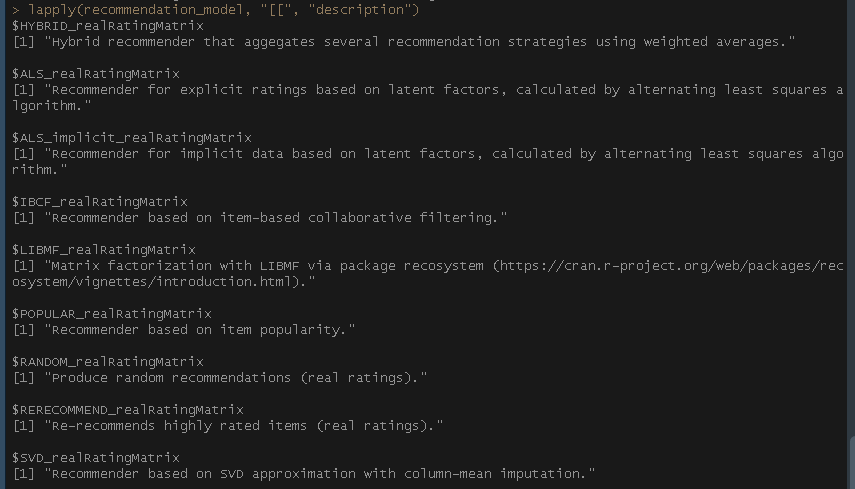 > lapply(recommendation_model, "[[", "description")
$HYBRID_realRatingMatrix
[1] "Hybrid recommender that aggegates several recommendation strategies using weighted averages."
$ALS_realRatingMatrix
[1] "Recommender for explicit ratings based on latent factors, calculated by alternating least squares a
lgorithm."
$ALS_implicit_realRatingMatrix
[1] "Recommender for implicit data based on latent factors, calculated by alternating least squares algo
rithm."
$IBCF_realRatingMatrix
[1] "Recommender based on item-based collaborative filtering."
$LIBMF_realRatingMatrix
[1] "Matrix factorization with LIBMF via package recosystem (https://cran.r-project.org/web/packages/rec
osystem/vignettes/introduction.html)."
$POPULAR_realRatingMatrix
[1] "Recommender based on item popularity."
$RANDOM_realRatingMatrix
[1] "Produce random recommendations (real ratings)."
$RERECOMMEND_realRatingMatrix
[1] "Re-recommends highly rated items (real ratings)."
$SVD_realRatingMatrix
[1] "Recommender based on SVD approximation with column-mean imputation."